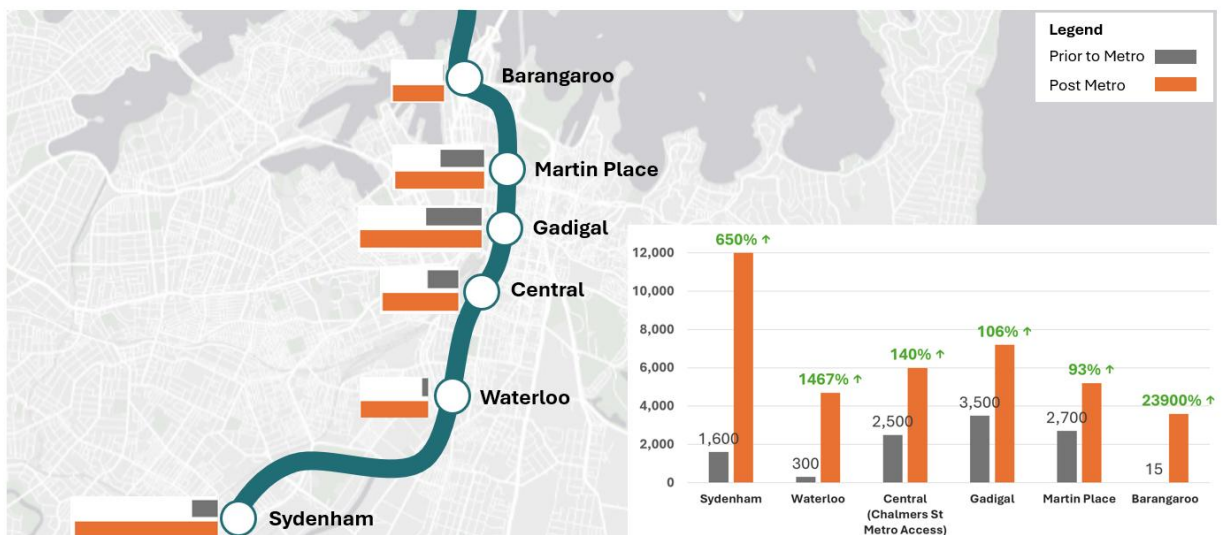 Legend
Prior to Metro
Post Metro
Barangaroo
Martin Place
Gadigal
Central
Waterloo
Sydenham
12,000
10,000
8,000
6,000
4,000
2,000
0
650% ↑
1,600
1467% ↑
300
140% ↑
2,500
106% ↑
3,500
93% ↑
2,700
23900% ↑
15
Sydenham
Waterloo
Central
(Chalmers St
Metro Access)
Gadigal
Martin Place
Barangaroo